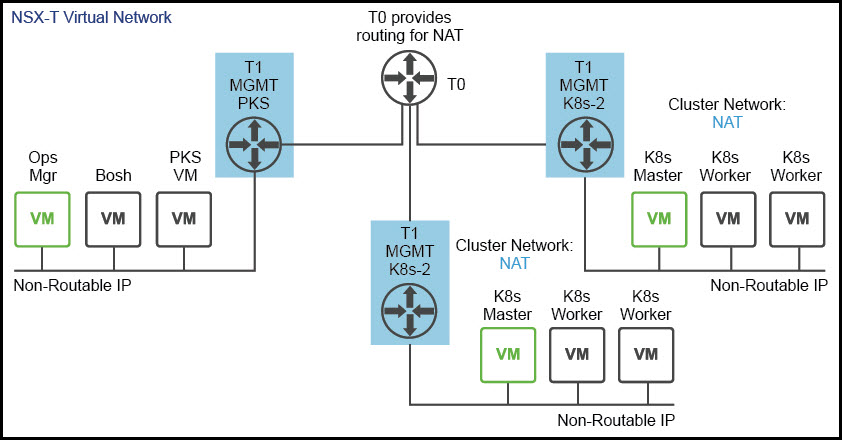 NSX-T Virtual Network
T0 provides
routing for NAT
T0
T1
MGMT
PKS
Ops
Mgr
Bosh
PKS
VM
VM
VM
VM
Non-Routable IP
T1
MGMT
K8s-2
Cluster Network:
NAT
K8s
Master
K8s
Worker
K8s
Worker
VM
VM
VM
Non-Routable IP
T1
MGMT
K8s-2
Cluster Network:
NAT
K8s
Master
K8s
Worker
K8s
Worker
VM
VM
VM
Non-Routable IP